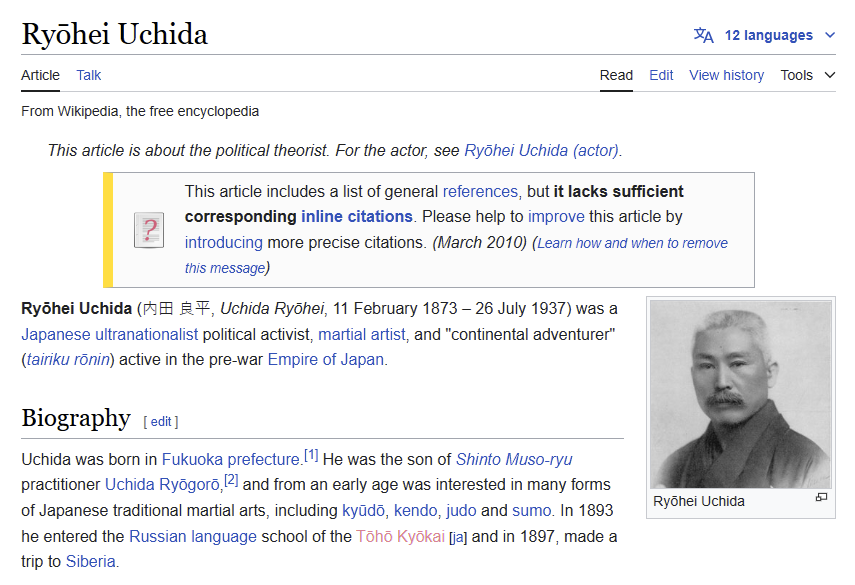 Ryōhei Uchida
12 languages
Article Talk
Read Edit View history Tools
From Wikipedia, the free encyclopedia
This article is about the political theorist. For the actor, see Ryōhei Uchida (actor).
This article includes a list of general references, but it lacks sufficient
corresponding inline citations. Please help to improve this article by
introducing more precise citations. (March 2010) (Learn how and when to remove
this message)
Ryōhei Uchida (内田 良平, Uchida Ryōhei, 11 February 1873 – 26 July 1937) was a
Japanese ultranationalist political activist, martial artist, and "continental adventurer"
(tairiku rōnin) active in the pre-war Empire of Japan.
Ryōhei Uchida
Biography [ edit ]
Uchida was born in Fukuoka prefecture.[1] He was the son of Shinto Muso-ryu
practitioner Uchida Ryōgorō,[2] and from an early age was interested in many forms
of Japanese traditional martial arts, including kyūdō, kendo, judo and sumo. In 1893
he entered the Russian language school of the Tōhō Kyōkai [ja] and in 1897, made a
trip to Siberia.